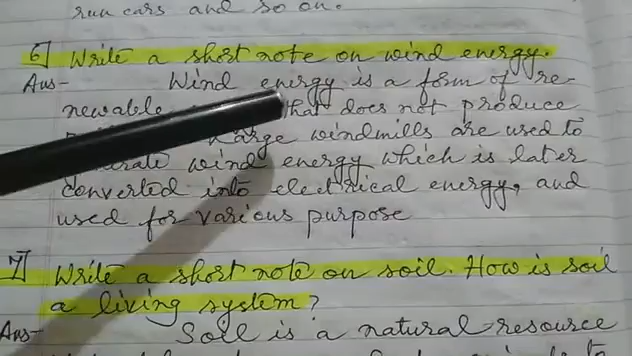 run cars and so on.
6] Write a short note on wind energy.
Ans- Wind energy is a form of re-
newable that does not produce
Large windmills are used to
wind energy which is later
converted into electrical energy, and
used for various purpose
7] Write a short note on soil. How is soil
a living system?
Ans- Soil is a natural resource